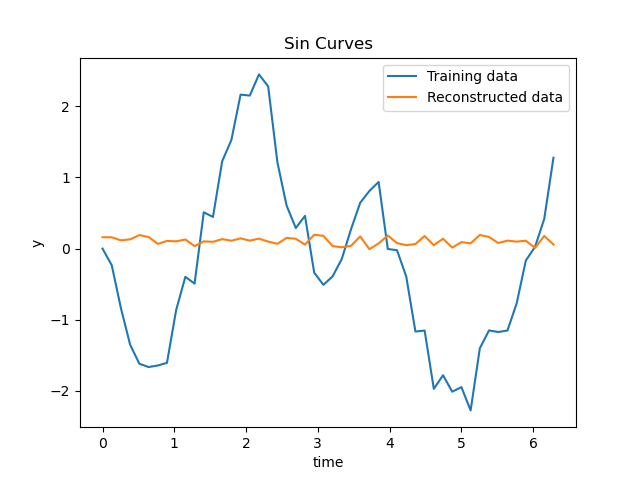 Sin Curves
Training data
Reconstructed data
y
2
1
0
−1
−2
0 1 2 3 4 5 6
time